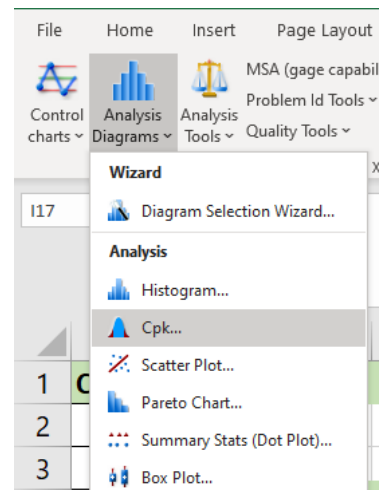 File Home Insert Page Layout
Control charts
Analysis Diagrams
Analysis Tools
MSA (gage capabil
Problem Id Tools
Quality Tools
X
I17
Wizard
Diagram Selection Wizard...
Analysis
Histogram...
Cpk...
Scatter Plot...
Pareto Chart...
Summary Stats (Dot Plot)...
Box Plot...
1
2
3